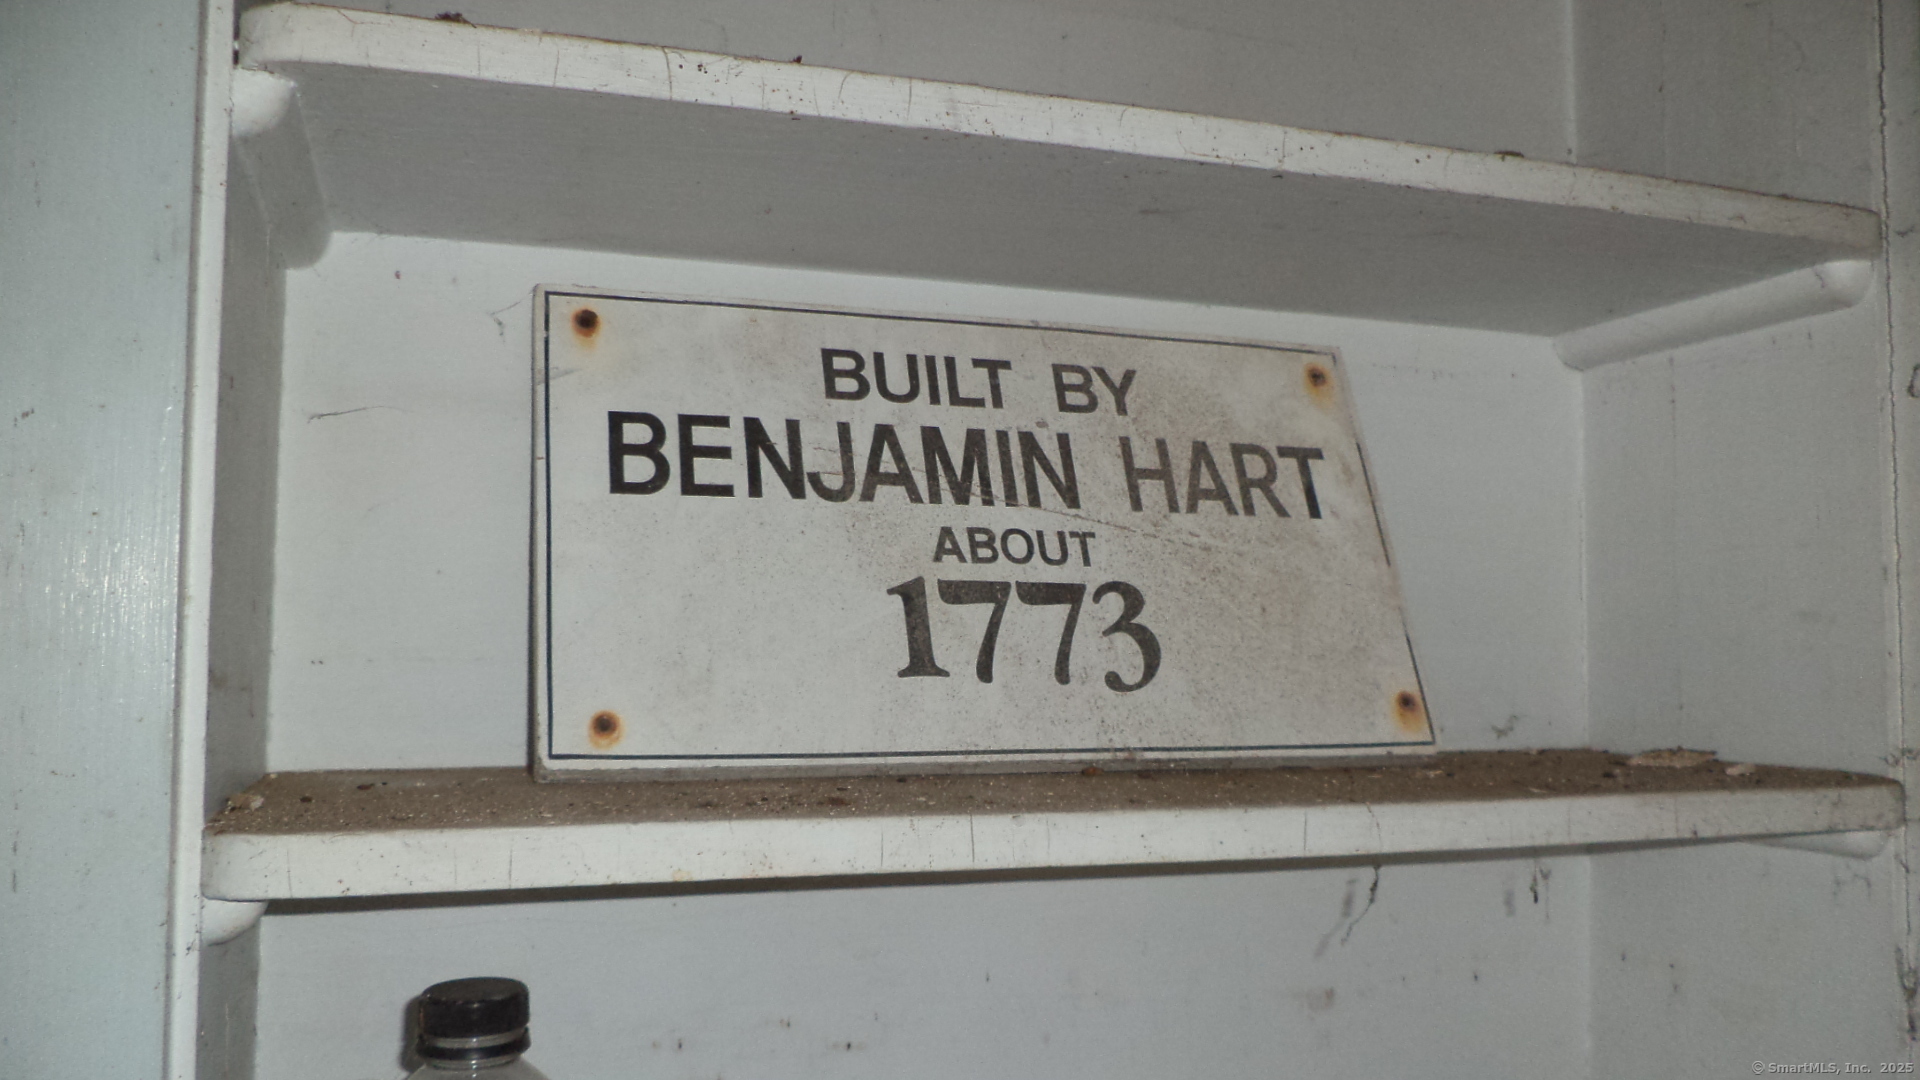 BUILT BY
BENJAMIN HART
ABOUT
1773
© SmartMLS, Inc. 2025